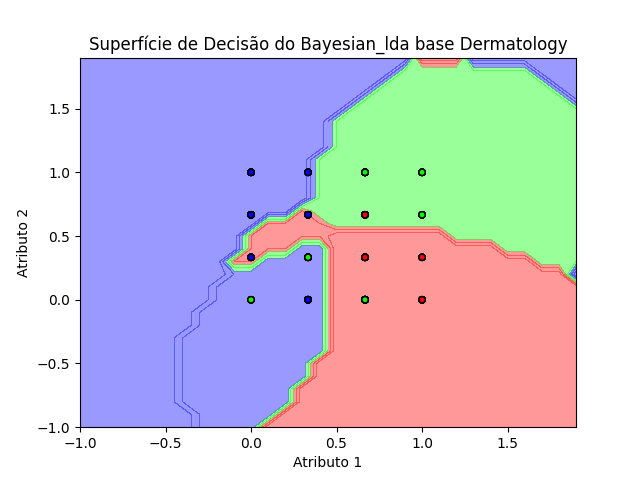 Superfície de Decisão do Bayesian_lda base Dermatology
1.5
1.0
0.5
0.0
−0.5
−1.0
Atributo 2
−1.0 −0.5 0.0 0.5 1.0 1.5
Atributo 1